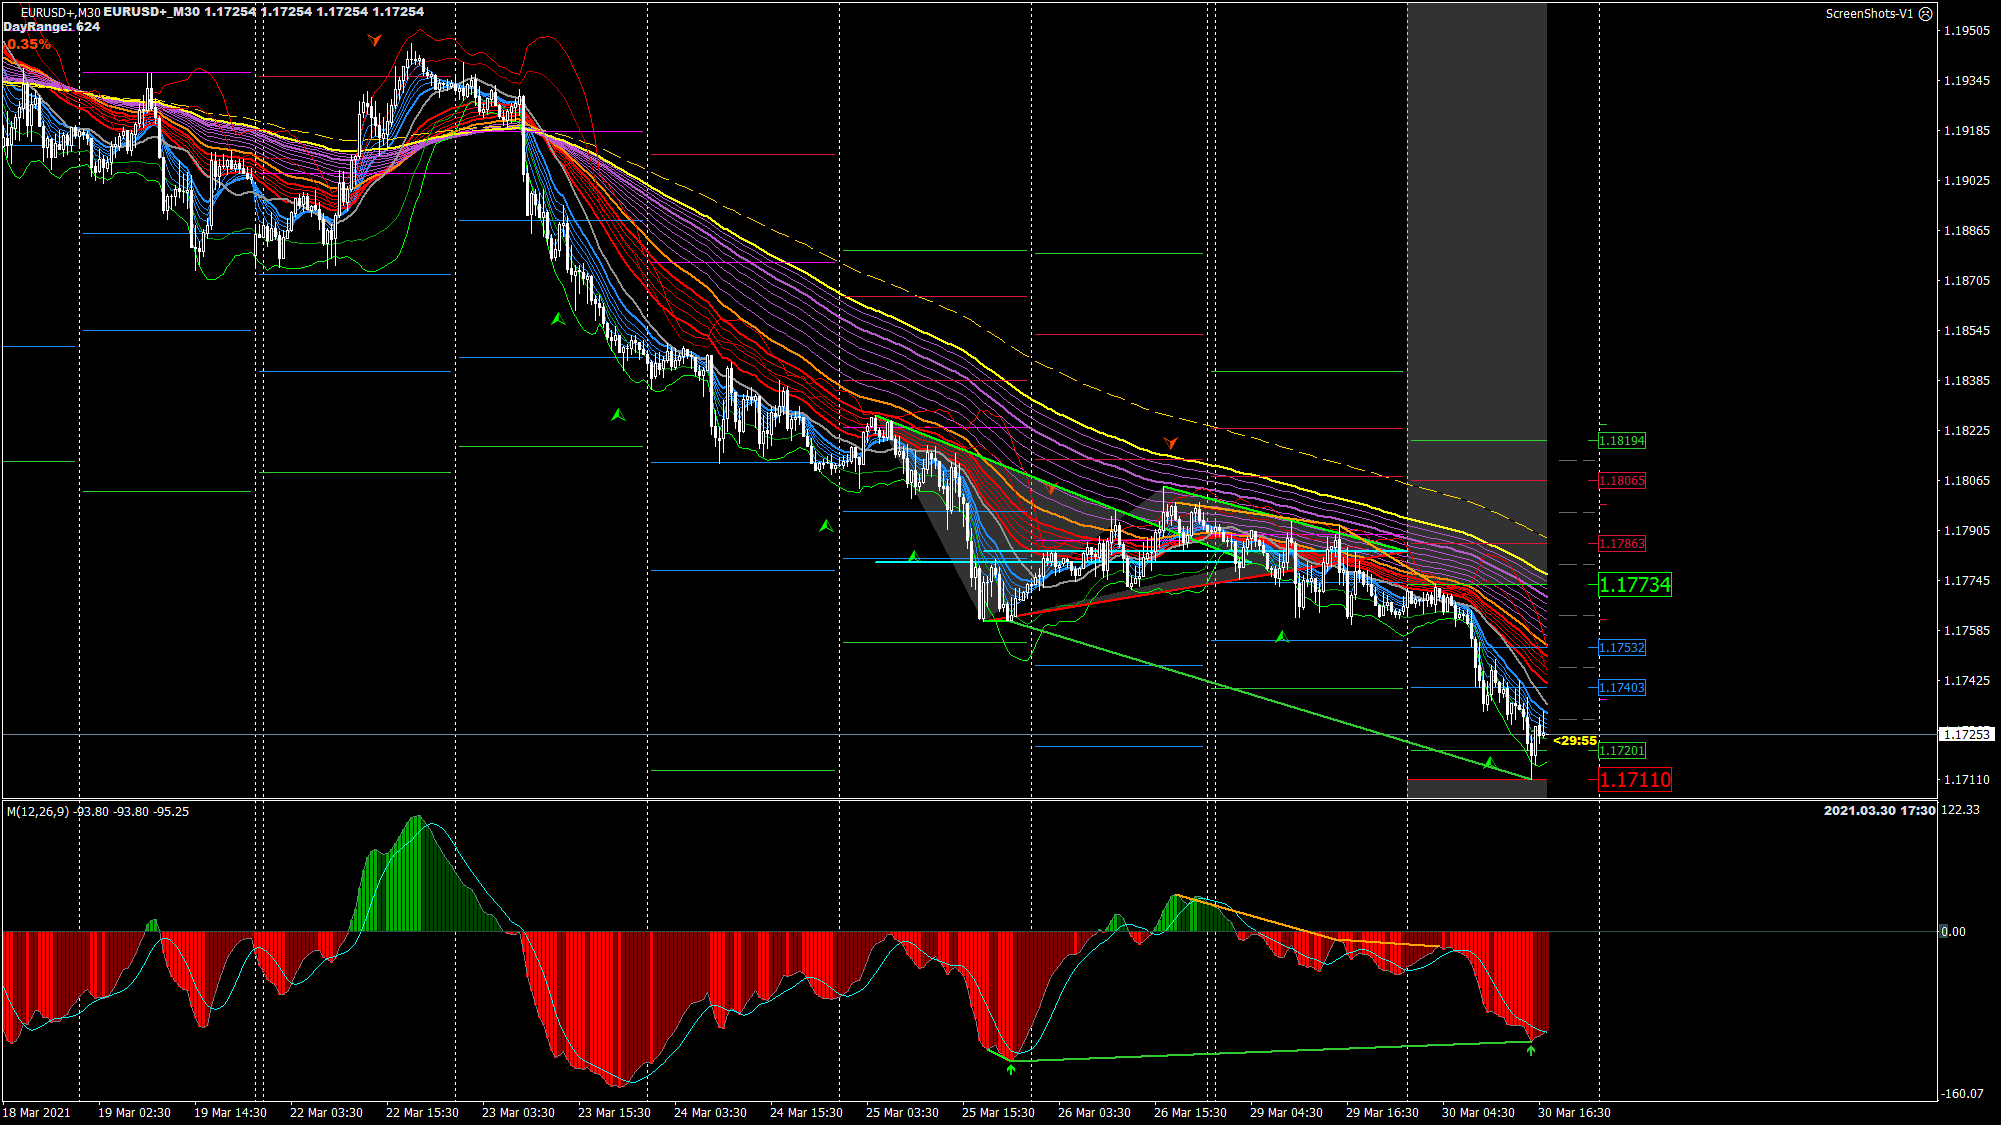 EURUSD+,M30 EURUSD+_M30 1.17254 1.17254 1.17254 1.17254
ScreenShots-V1
DayRange: 624
0.35%
1.19505
1.19345
1.19185
1.19025
1.18865
1.18705
1.18545
1.18385
1.18225
1.18065
1.17905
1.17745
1.17585
1.17425
1.17253
1.17110
1.18194
1.18065
1.17863
1.17734
1.17532
1.17403
<29:55
1.17201
1.17110
M(12,26,9) -93.80 -93.80 -95.25
2021.03.30 17:30
122.33
0.00
-160.07
18 Mar 2021
19 Mar 02:30
19 Mar 14:30
22 Mar 03:30
22 Mar 15:30
23 Mar 03:30
23 Mar 15:30
24 Mar 03:30
24 Mar 15:30
25 Mar 03:30
25 Mar 15:30
26 Mar 03:30
26 Mar 15:30
29 Mar 04:30
29 Mar 16:30
30 Mar 04:30
30 Mar 16:30